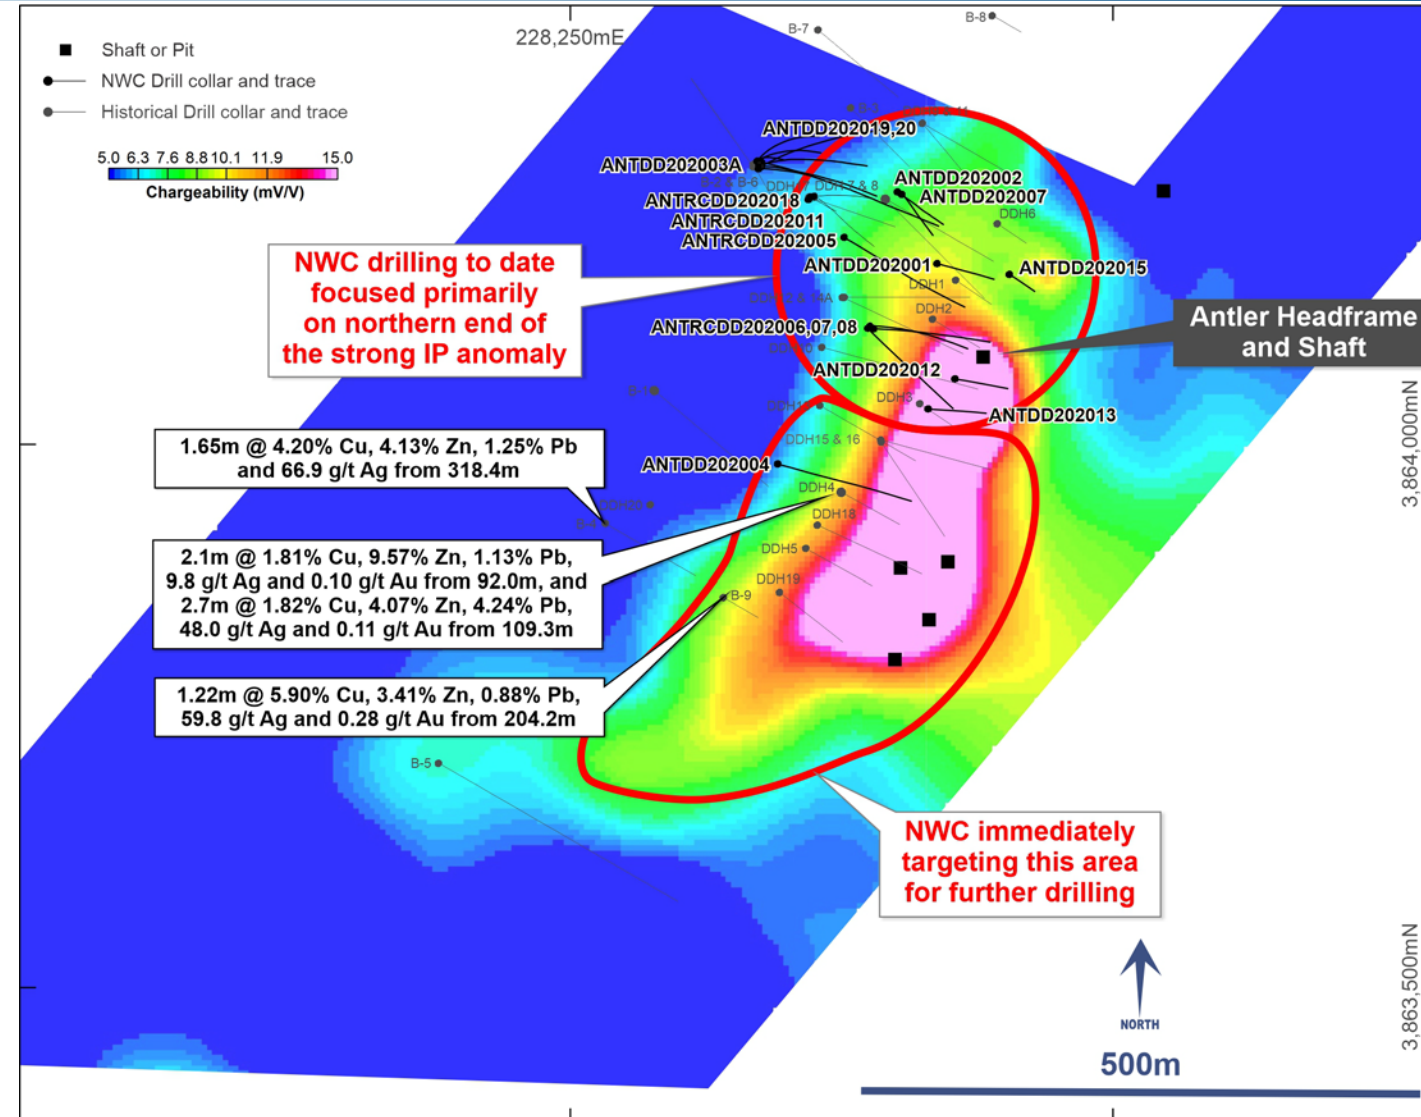 228,250mE
B-7
B-8
Shaft or Pit
NWC Drill collar and trace
Historical Drill collar and trace
5.0 6.3 7.6 8.8 10.1 11.9 15.0
Chargeability (mV/V)
ANTDD202019,20
ANTDD202003A
B-6
7 & 8
ANTDD202002
ANTRCDD202018
ANTDD202007
ANTRCDD202011
DDH6
ANTRCDD202005
ANTDD202001
ANTDD202015
DDH1
NWC drilling to date
focused primarily
on northern end of
the strong IP anomaly
DDH2
ANTRCDD202006,07,08
Antler Headframe
and Shaft
ANTDD202012
DDH3
ANTDD202013
DDH15 & 16
3,864,000mN
1.65m @ 4.20% Cu, 4.13% Zn, 1.25% Pb
and 66.9 g/t Ag from 318.4m
ANTDD202004
DDH4
DDH18
DDH5
DDH19
B-9
2.1m @ 1.81% Cu, 9.57% Zn, 1.13% Pb,
9.8 g/t Ag and 0.10 g/t Au from 92.0m, and
2.7m @ 1.82% Cu, 4.07% Zn, 4.24% Pb,
48.0 g/t Ag and 0.11 g/t Au from 109.3m
1.22m @ 5.90% Cu, 3.41% Zn, 0.88% Pb,
59.8 g/t Ag and 0.28 g/t Au from 204.2m
B-5
NWC immediately
targeting this area
for further drilling
3,863,500mN
NORTH
500m